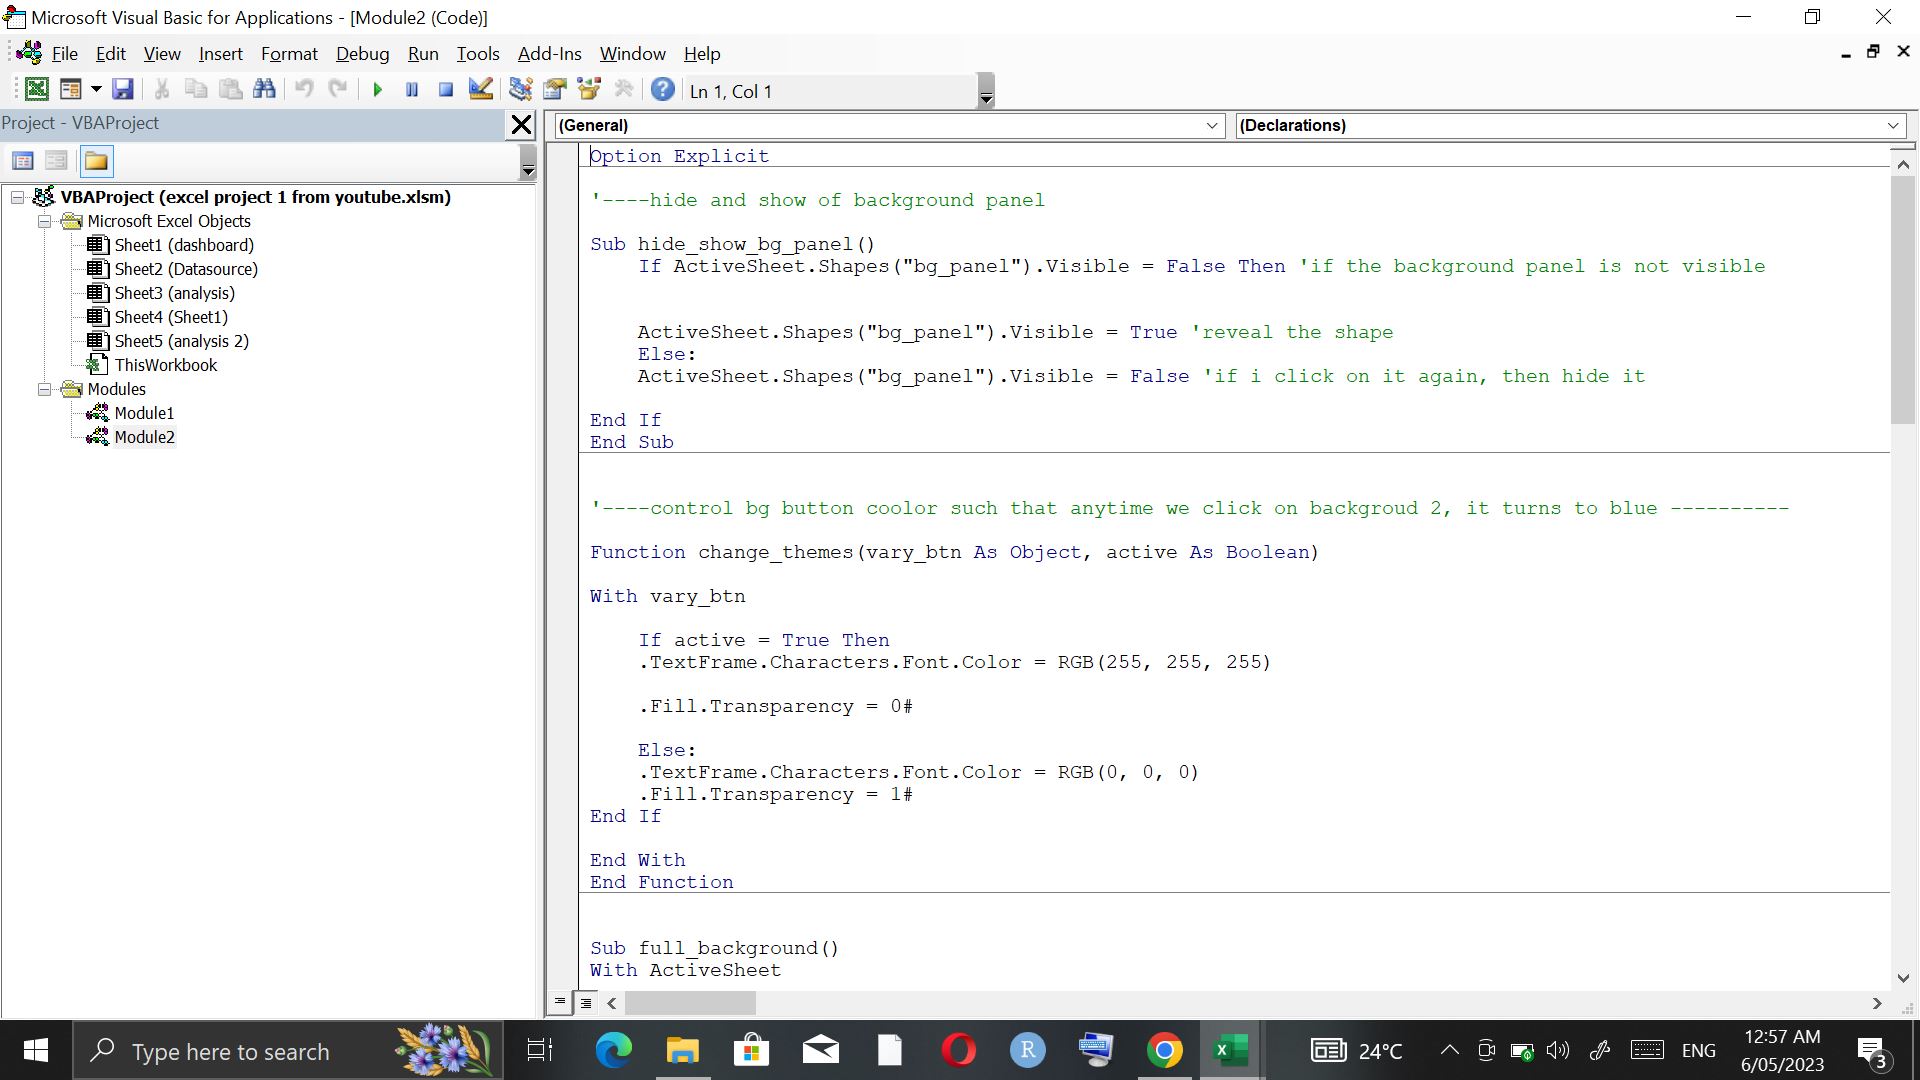 Microsoft Visual Basic for Applications - [Module2 (Code)]
File Edit View Insert Format Debug Run Tools Add-Ins Window Help
Ln 1, Col 1
Project - VBAProject
(General)
(Declarations)
VBAProject (excel project 1 from youtube.xlsm)
Microsoft Excel Objects
Sheet1 (dashboard)
Sheet2 (Datasource)
Sheet3 (analysis)
Sheet4 (Sheet1)
Sheet5 (analysis 2)
ThisWorkbook
Modules
Module1
Module2
Option Explicit
'----hide and show of background panel
Sub hide_show_bg_panel()
If ActiveSheet.Shapes("bg_panel").Visible = False Then 'if the background panel is not visible
ActiveSheet.Shapes("bg_panel").Visible = True 'reveal the shape
Else:
ActiveSheet.Shapes("bg_panel").Visible = False 'if i click on it again, then hide it
End If
End Sub
'----control bg button coolor such that anytime we click on backgroud 2, it turns to blue ----------
Function change_themes(vary_btn As Object, active As Boolean)
With vary_btn
If active = True Then
.TextFrame.Characters.Font.Color = RGB(255, 255, 255)
.Fill.Transparency = 0#
Else:
.TextFrame.Characters.Font.Color = RGB(0, 0, 0)
.Fill.Transparency = 1#
End If
End With
End Function
Sub full_background()
With ActiveSheet
Type here to search
R
X
24°C
ENG
12:57 AM
6/05/2023
3